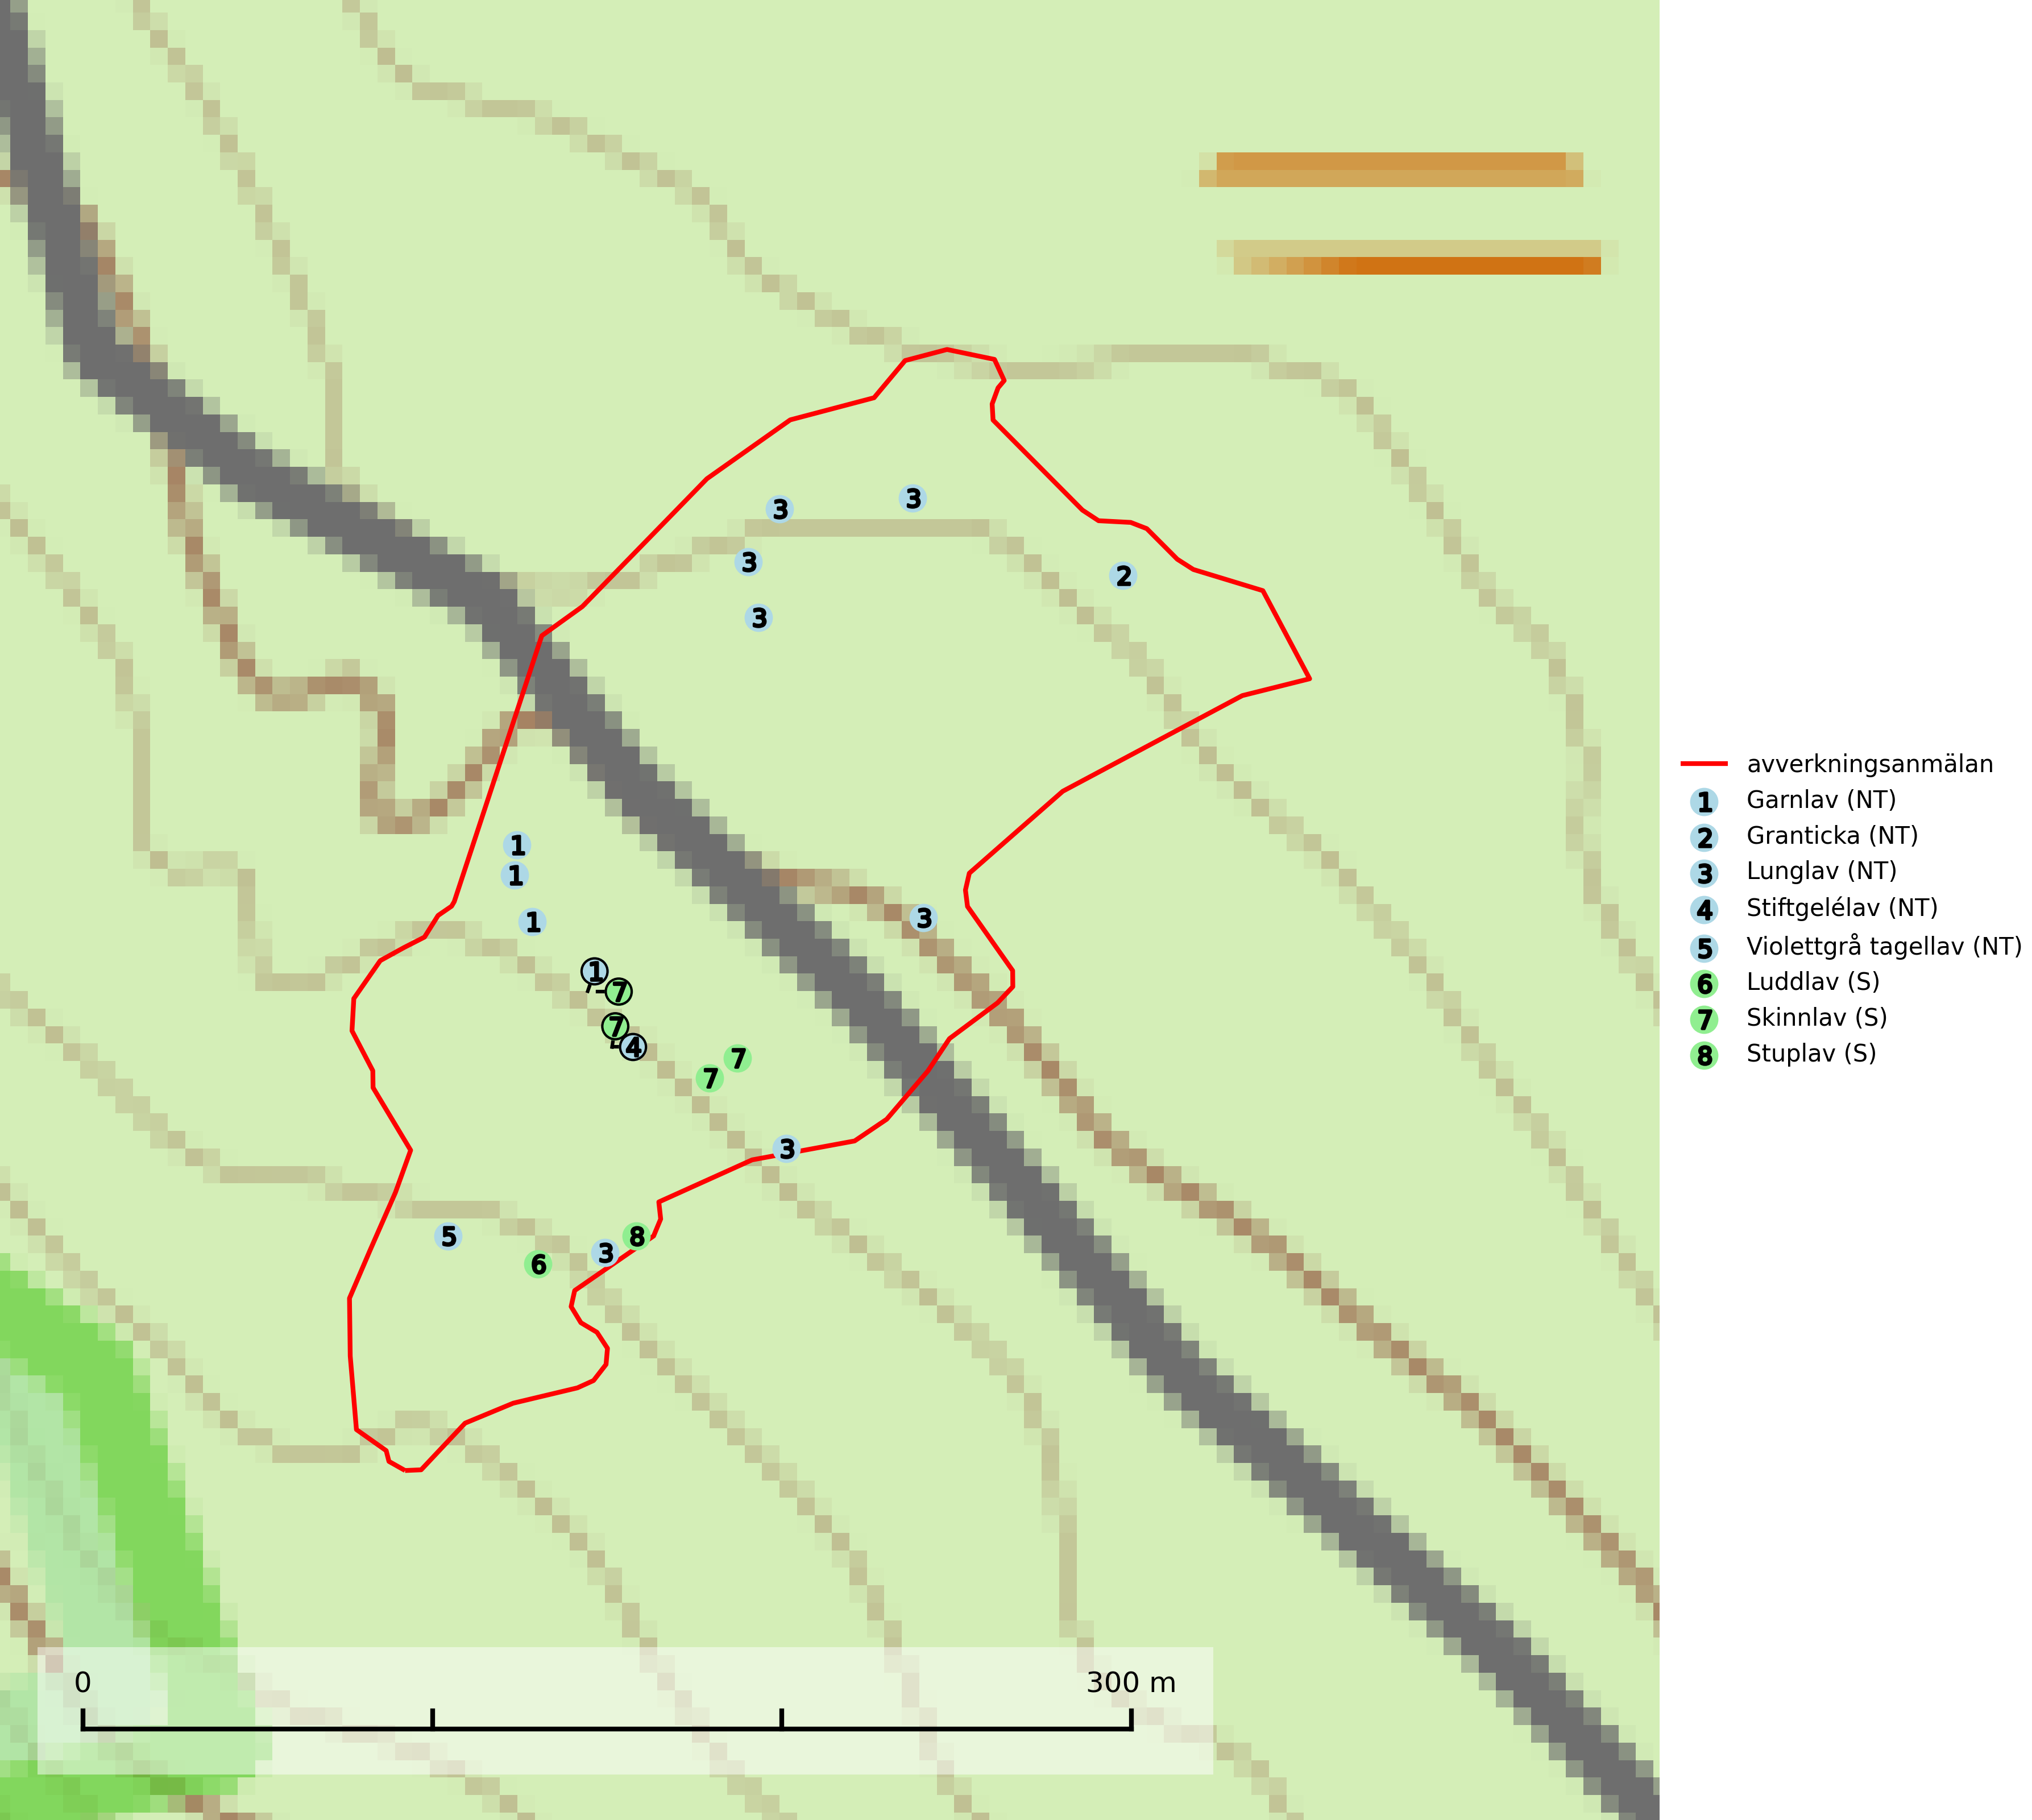 3
3
3
2
3
1
1
3
1
1
7
7
4
7
7
3
5
8
3
6
0
300 m
avverkningsanmälan
1 Garnlav (NT)
2 Granticka (NT)
3 Lunglav (NT)
4 Stiftgelélav (NT)
5 Violettgrå tagellav (NT)
6 Luddlav (S)
7 Skinnlav (S)
8 Stuplav (S)